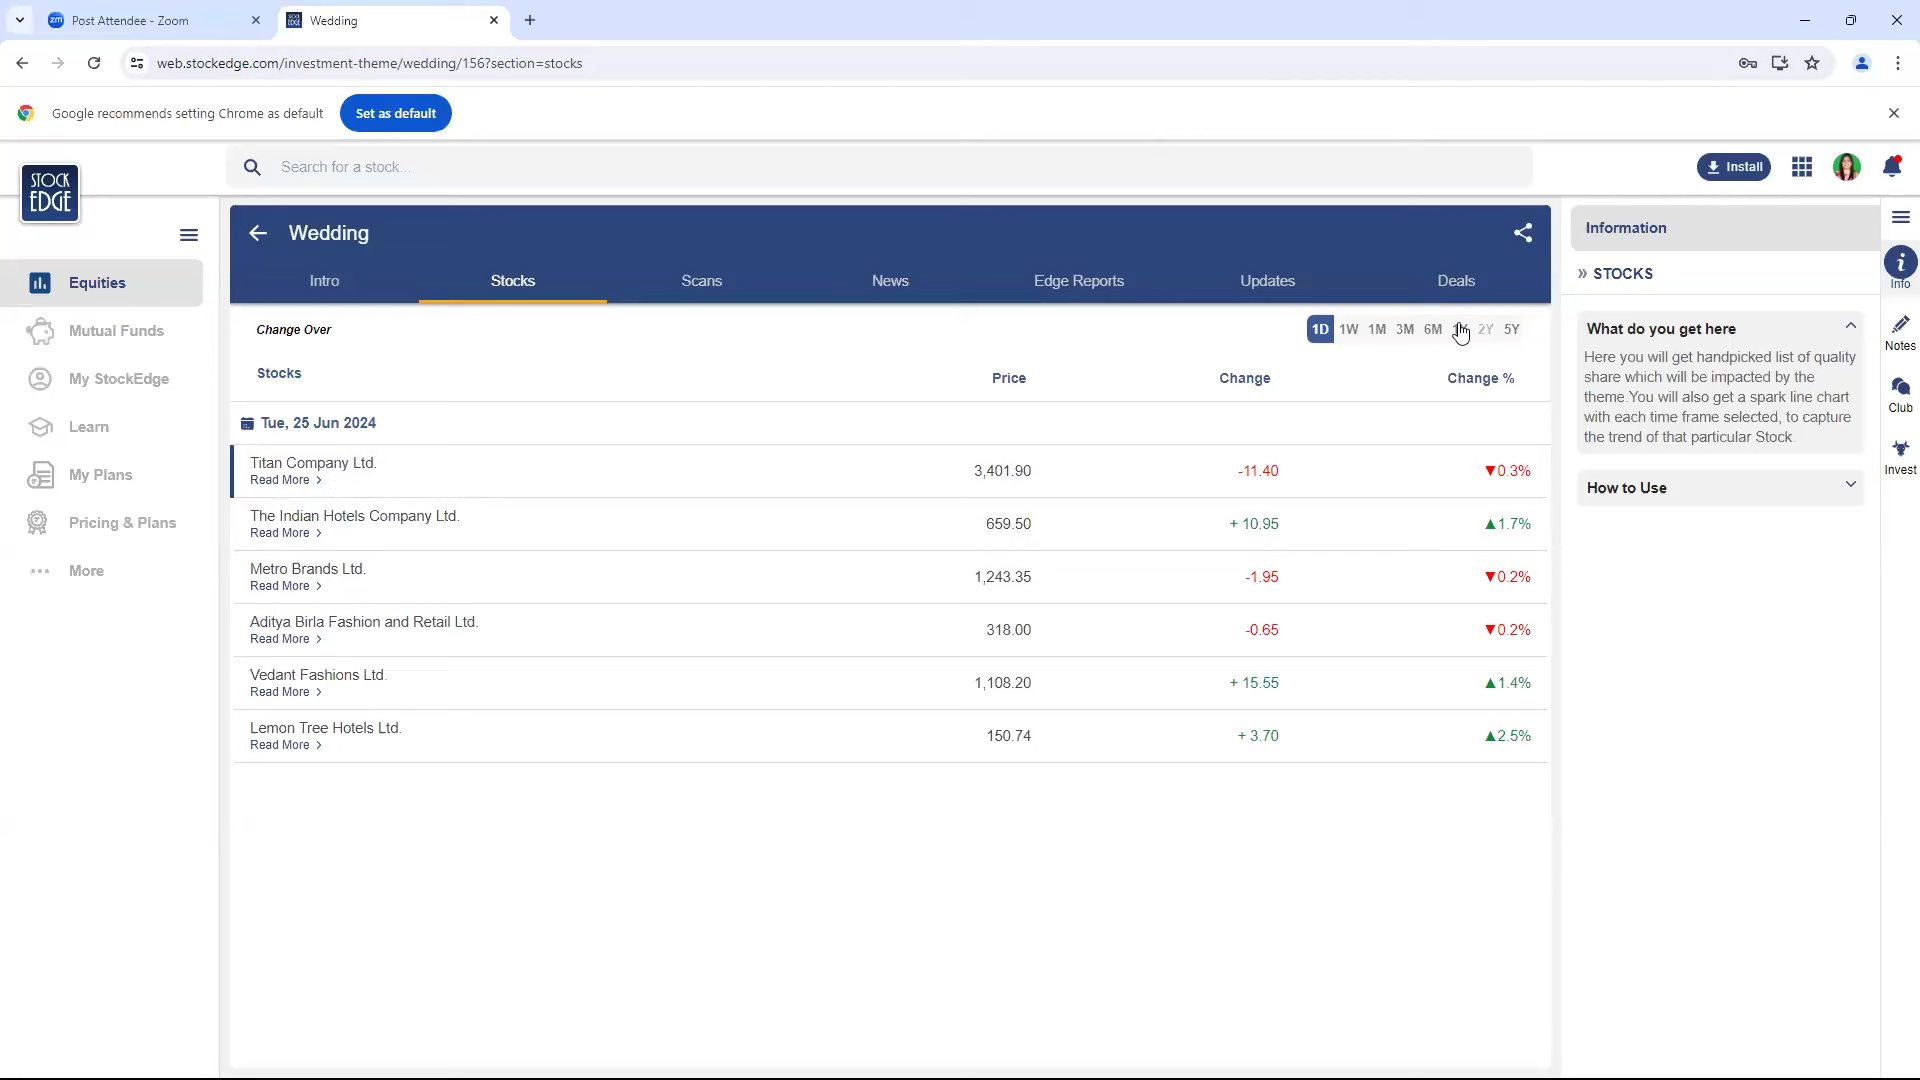 Post Attendee - Zoom
Wedding
web.stockedge.com/investment-theme/wedding/156?section=stocks
Google recommends setting Chrome as default
Set as default
STOCK
EDGE
Search for a stock...
Install
Equities
Mutual Funds
My StockEdge
Learn
My Plans
Pricing & Plans
More
Wedding
Intro Stocks Scans News Edge Reports Updates Deals
Change Over
1D 1W 1M 3M 6M 2Y 5Y
Stocks Price Change Change %
Tue, 25 Jun 2024
Titan Company Ltd. 3,401.90 -11.40 ▼0.3%
Read More >
The Indian Hotels Company Ltd. 659.50 + 10.95 ▲1.7%
Read More >
Metro Brands Ltd. 1,243.35 -1.95 ▼0.2%
Read More >
Aditya Birla Fashion and Retail Ltd. 318.00 -0.65 ▼0.2%
Read More >
Vedant Fashions Ltd. 1,108.20 + 15.55 ▲1.4%
Read More >
Lemon Tree Hotels Ltd. 150.74 + 3.70 ▲2.5%
Read More >
Information
» STOCKS
What do you get here
Here you will get handpicked list of quality
share which will be impacted by the
theme.You will also get a spark line chart
with each time frame selected, to capture
the trend of that particular Stock.
How to Use
Info
Notes
Club
Invest